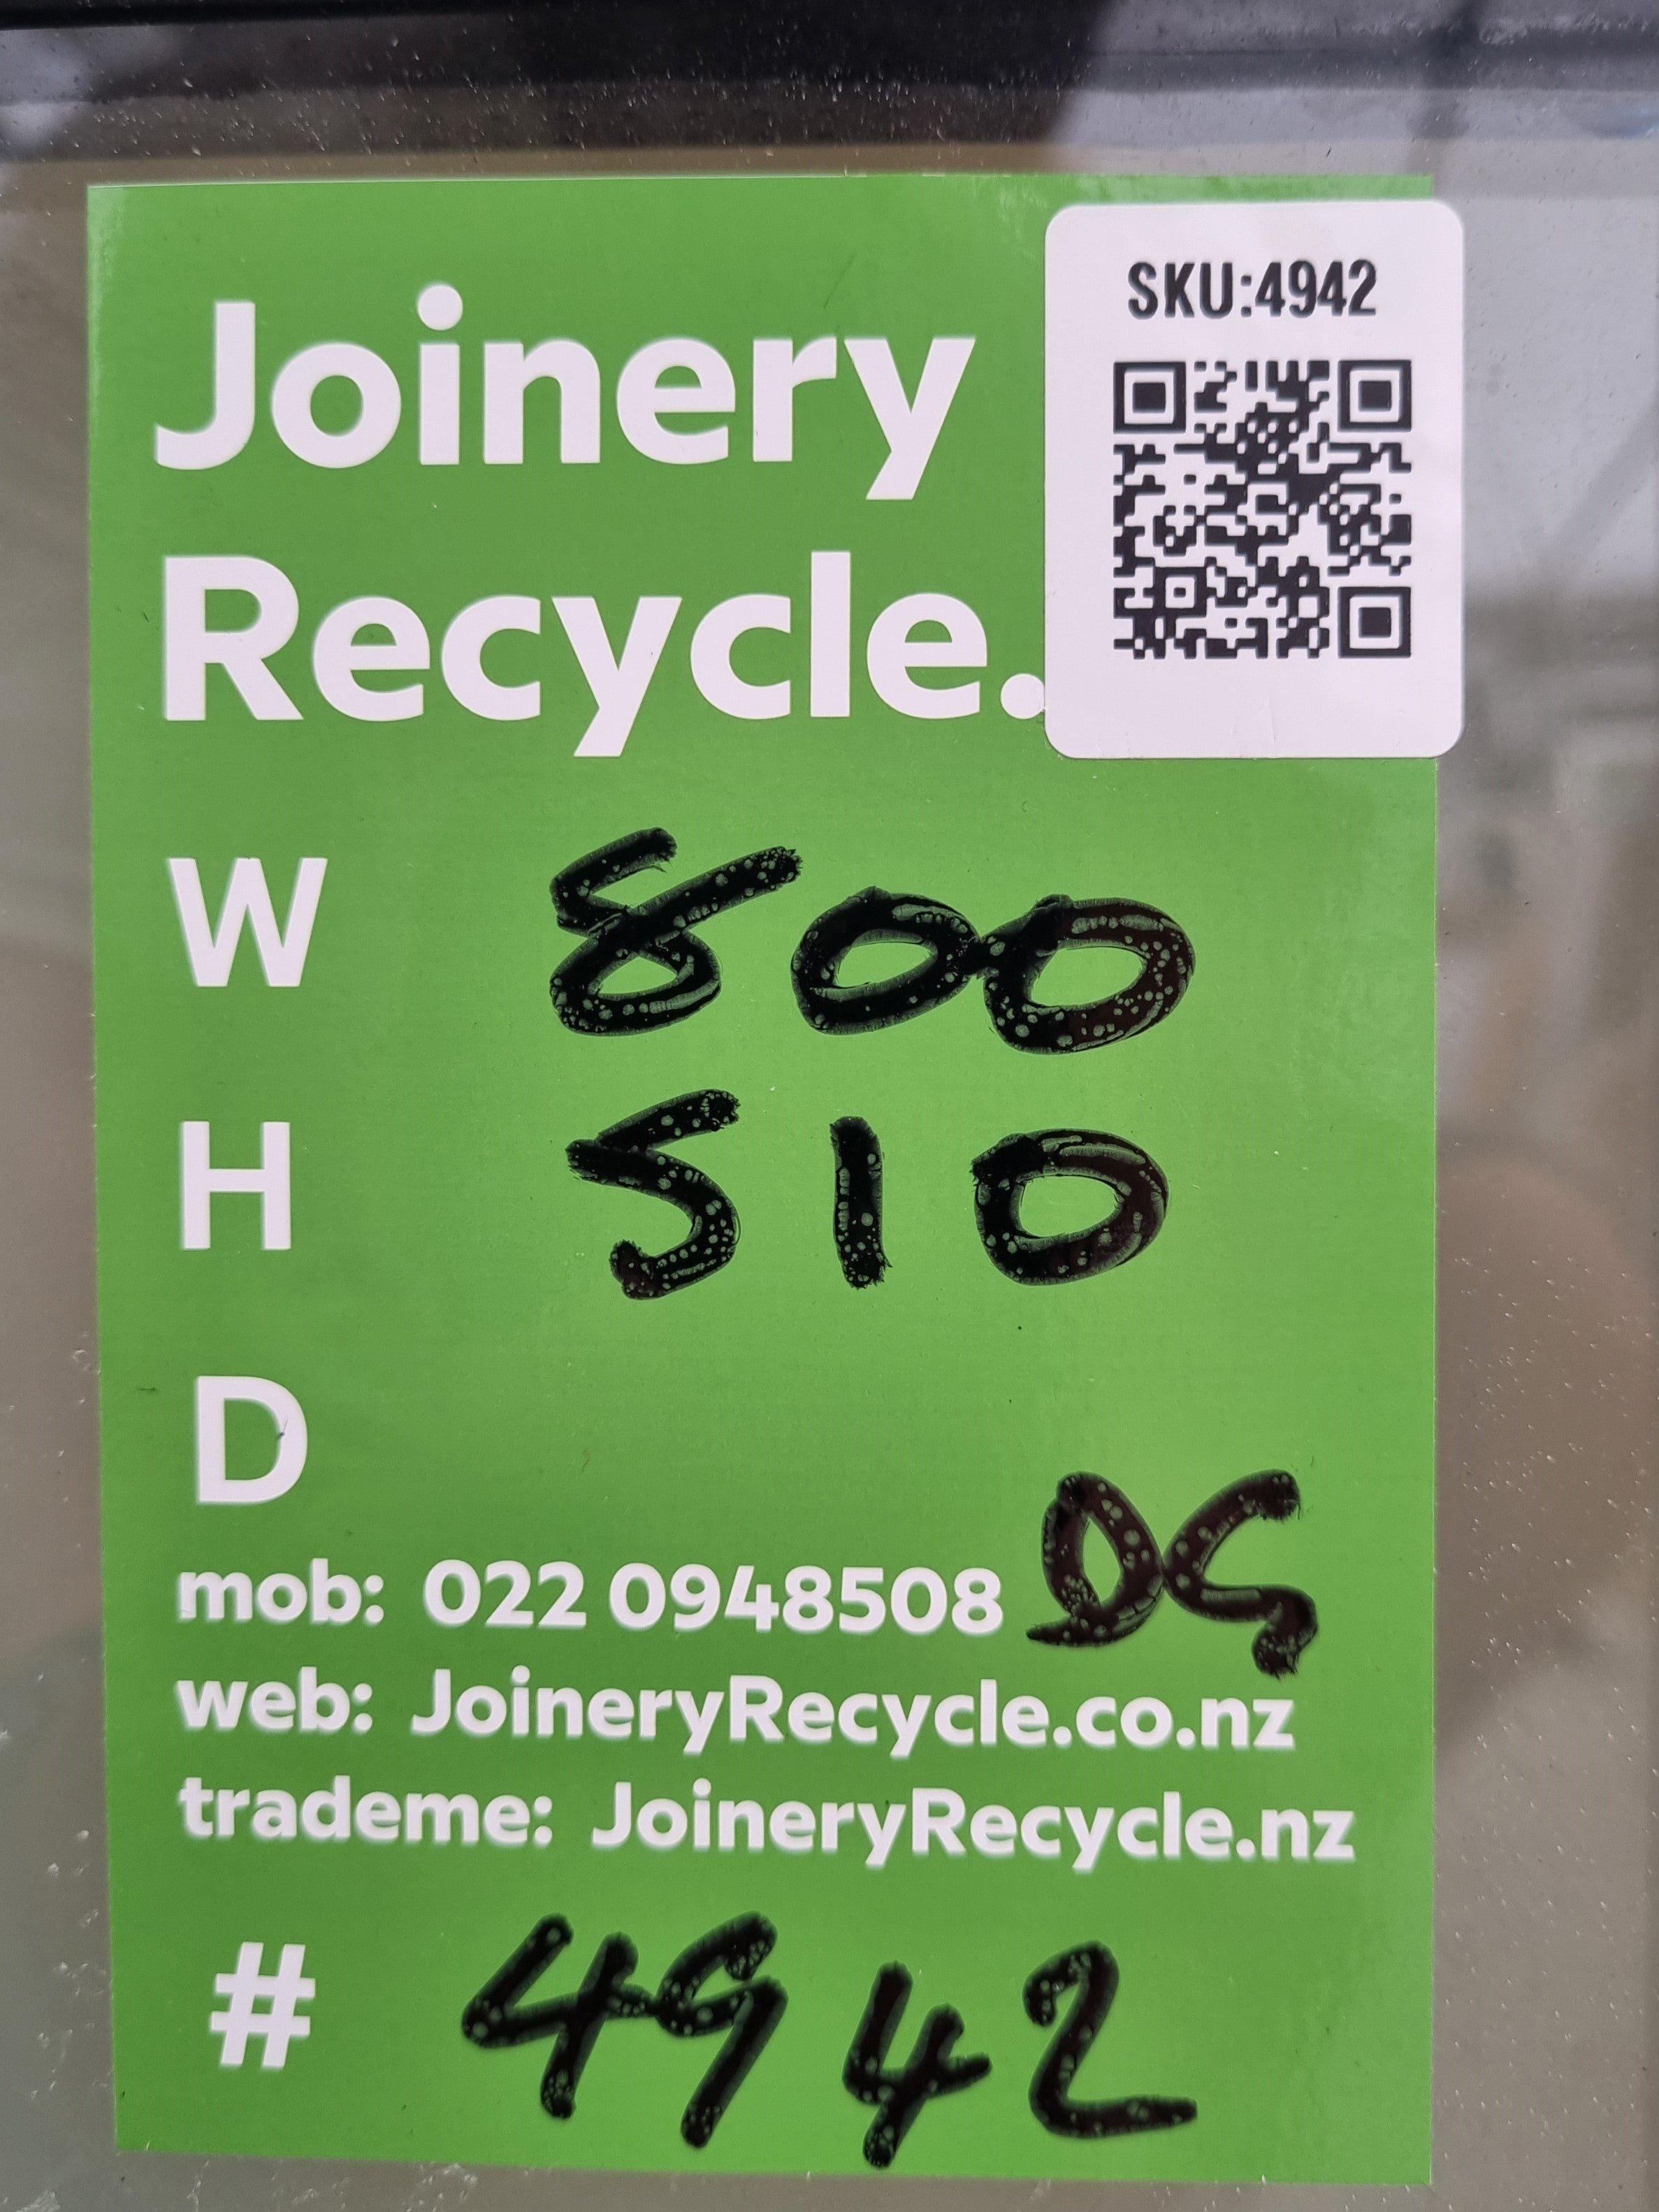 Joinery
Recycle.
SKU:4942
W 800
H 510
D
DG
mob: 022 0948508
web: JoineryRecycle.co.nz
trademe: JoineryRecycle.nz
# 4942